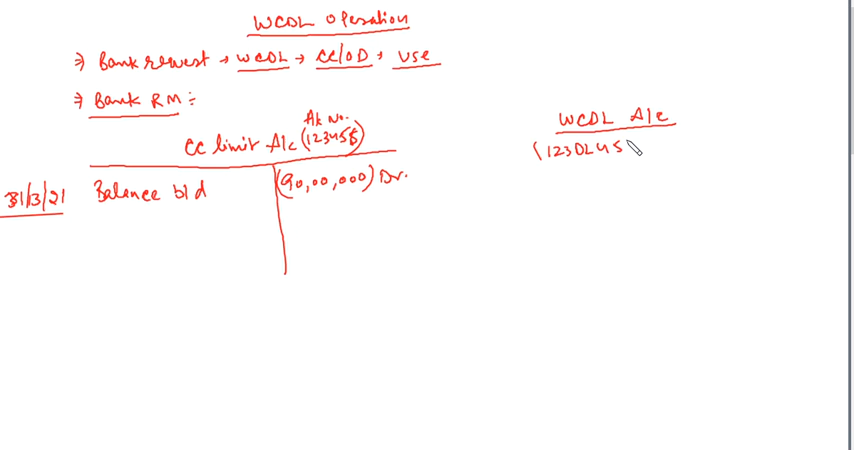 WCDL Operation
⇒ Bank request → WCDL → CC/OD → Use
⇒ Bank RM :-
A/c No.
CC limit A/c (123456)
WCDL A/c
(1230245
31/3/21 Balance b/d (90,00,000) Dr.